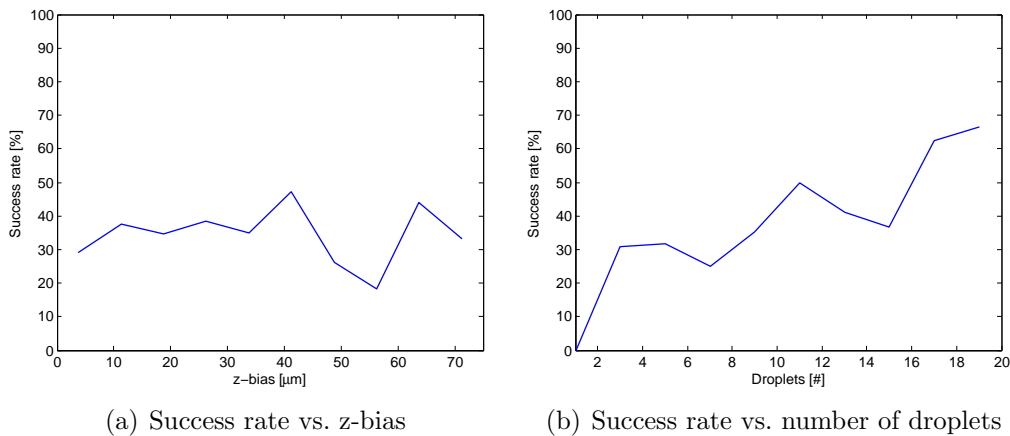 100
90
80
70
60
50
40
30
20
10
0
Success rate [%]
0 10 20 30 40 50 60 70
z−bias [µm]
(a) Success rate vs. z-bias
100
90
80
70
60
50
40
30
20
10
0
Success rate [%]
2 4 6 8 10 12 14 16 18 20
Droplets [#]
(b) Success rate vs. number of droplets